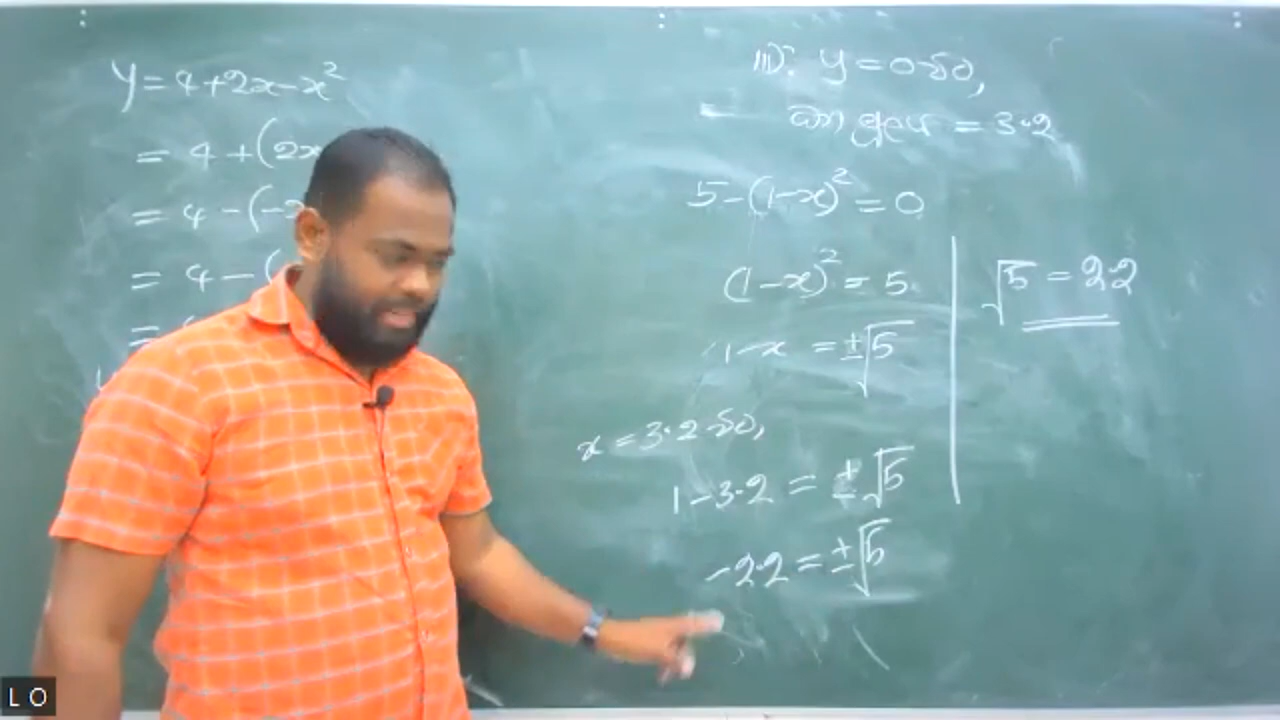 y = 4+2x-x²
= 4 + (2x
= 4 - (-x
= 4 - (
=
iii). y = 0 විට,
= 3.2
5-(1-x)² = 0
(1-x)² = 5
1-x = ±√5
x = 3.2 විට,
1-3.2 = ±√5
-2.2 = ±√5
√5 = 2.2
L O